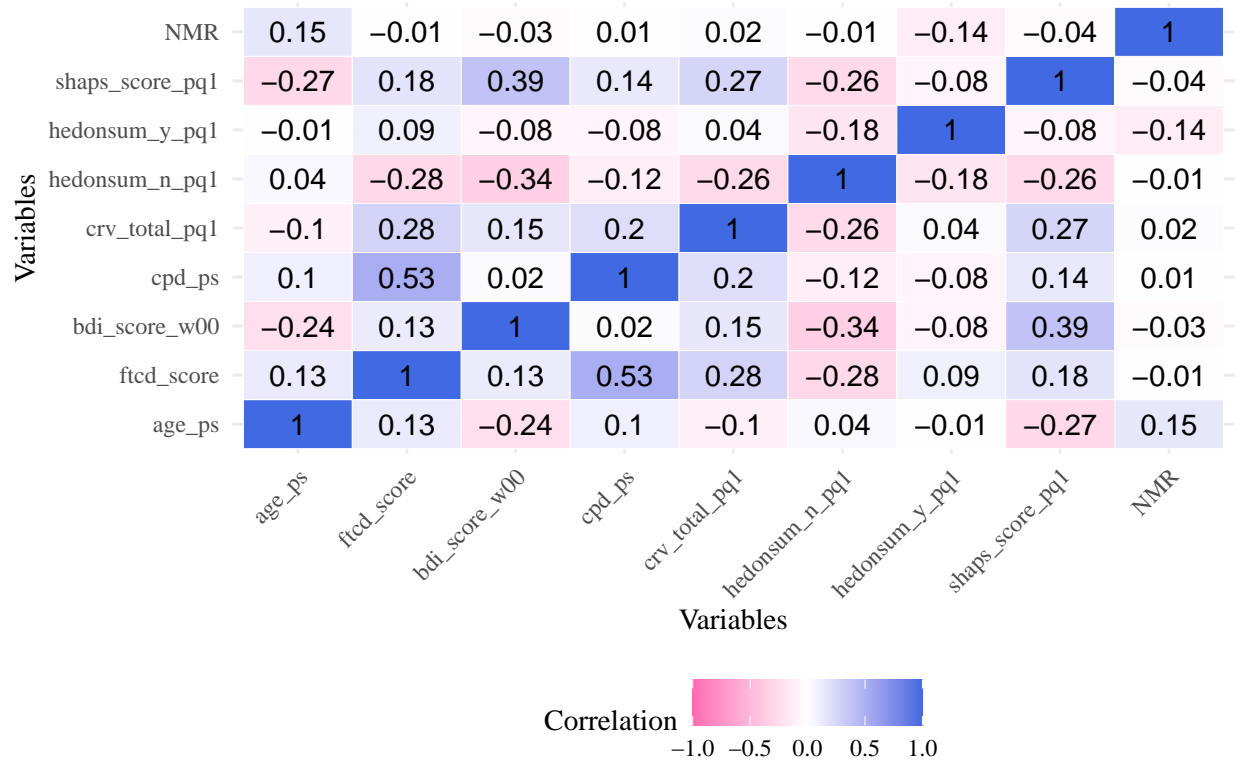 NMR 0.15 −0.01 −0.03 0.01 0.02 −0.01 −0.14 −0.04 1
shaps_score_pq1 −0.27 0.18 0.39 0.14 0.27 −0.26 −0.08 1 −0.04
hedonsum_y_pq1 −0.01 0.09 −0.08 −0.08 0.04 −0.18 1 −0.08 −0.14
hedonsum_n_pq1 0.04 −0.28 −0.34 −0.12 −0.26 1 −0.18 −0.26 −0.01
crv_total_pq1 −0.1 0.28 0.15 0.2 1 −0.26 0.04 0.27 0.02
cpd_ps 0.1 0.53 0.02 1 0.2 −0.12 −0.08 0.14 0.01
bdi_score_w00 −0.24 0.13 1 0.02 0.15 −0.34 −0.08 0.39 −0.03
ftcd_score 0.13 1 0.13 0.53 0.28 −0.28 0.09 0.18 −0.01
age_ps 1 0.13 −0.24 0.1 −0.1 0.04 −0.01 −0.27 0.15
Variables
age_ps ftcd_score bdi_score_w00 cpd_ps crv_total_pq1 hedonsum_n_pq1 hedonsum_y_pq1 shaps_score_pq1 NMR
Variables
Correlation
−1.0 −0.5 0.0 0.5 1.0